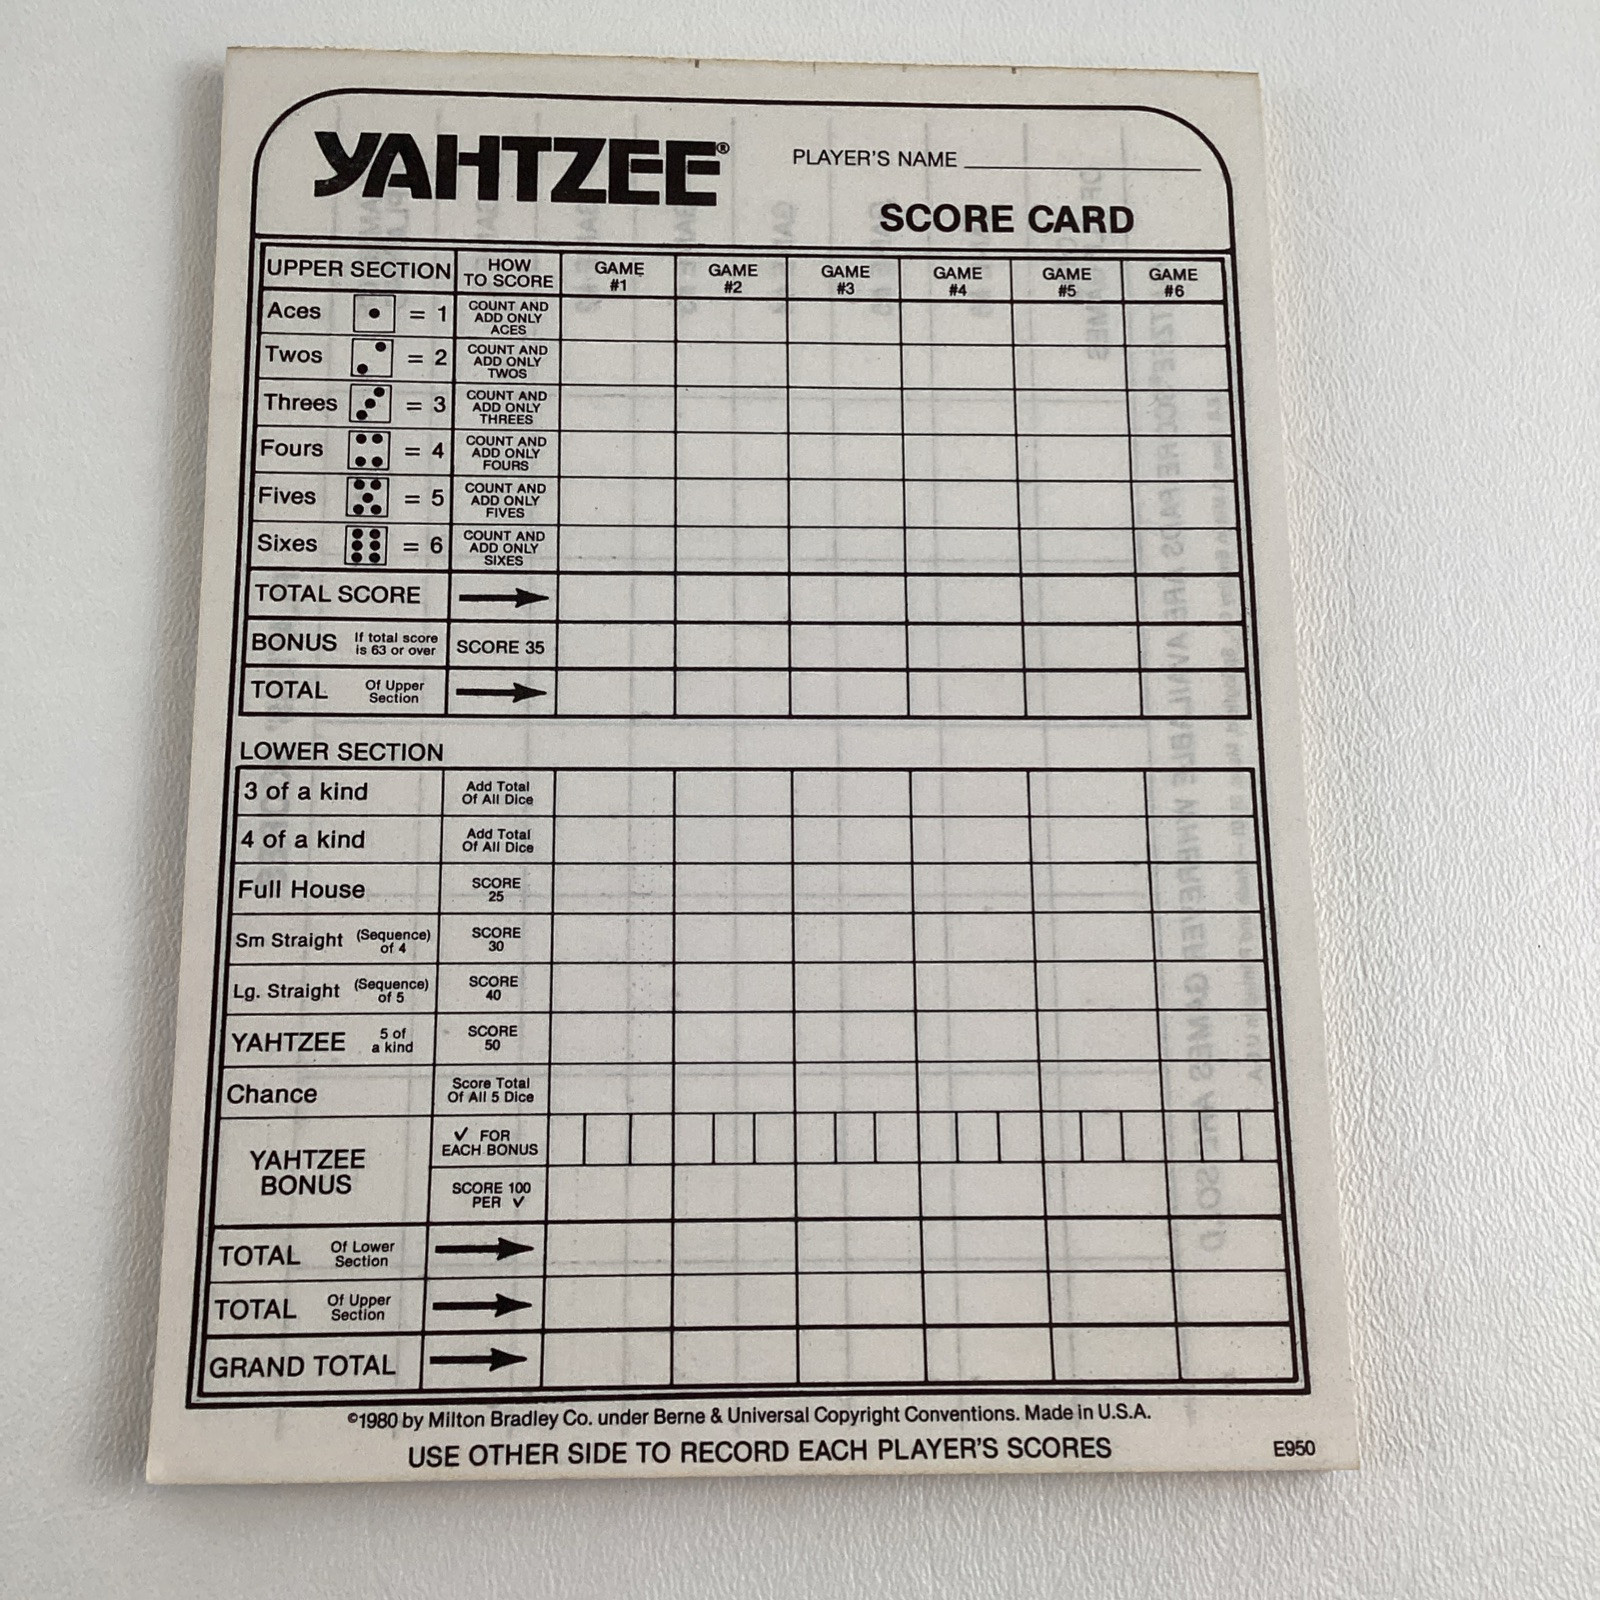 YAHTZEE®
PLAYER'S NAME
SCORE CARD
UPPER SECTION HOW TO SCORE GAME #1 GAME #2 GAME #3 GAME #4 GAME #5 GAME #6
Aces = 1 COUNT AND ADD ONLY ACES
Twos = 2 COUNT AND ADD ONLY TWOS
Threes = 3 COUNT AND ADD ONLY THREES
Fours = 4 COUNT AND ADD ONLY FOURS
Fives = 5 COUNT AND ADD ONLY FIVES
Sixes = 6 COUNT AND ADD ONLY SIXES
TOTAL SCORE
BONUS If total score is 63 or over SCORE 35
TOTAL Of Upper Section
LOWER SECTION
3 of a kind Add Total Of All Dice
4 of a kind Add Total Of All Dice
Full House SCORE 25
Sm Straight (Sequence) of 4 SCORE 30
Lg. Straight (Sequence) of 5 SCORE 40
YAHTZEE 5 of a kind SCORE 50
Chance Score Total Of All 5 Dice
YAHTZEE BONUS ✓ FOR EACH BONUS
SCORE 100 PER ✓
TOTAL Of Lower Section
TOTAL Of Upper Section
GRAND TOTAL
©1980 by Milton Bradley Co. under Berne & Universal Copyright Conventions. Made in U.S.A.
USE OTHER SIDE TO RECORD EACH PLAYER'S SCORES E950